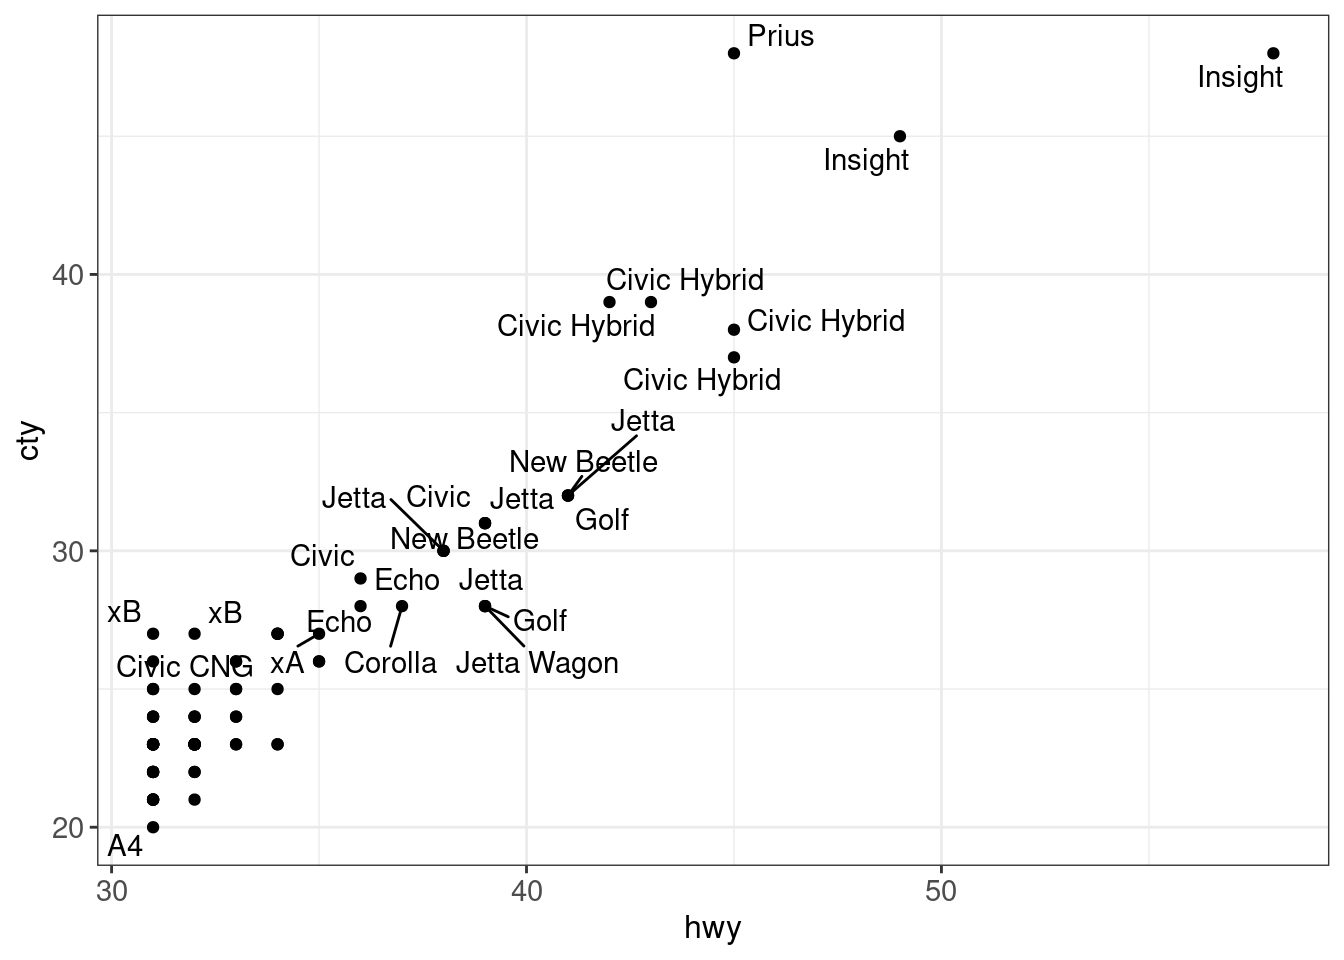 Prius
Insight
Insight
40
Civic Hybrid
Civic Hybrid
Civic Hybrid
Civic Hybrid
Jetta
New Beetle
Jetta
Civic
Jetta
Golf
New Beetle
30
Civic
Echo
Jetta
xB
xB
Echo
Golf
Civic CNG
xA
Corolla
Jetta Wagon
20
A4
30
40
50
hwy
cty